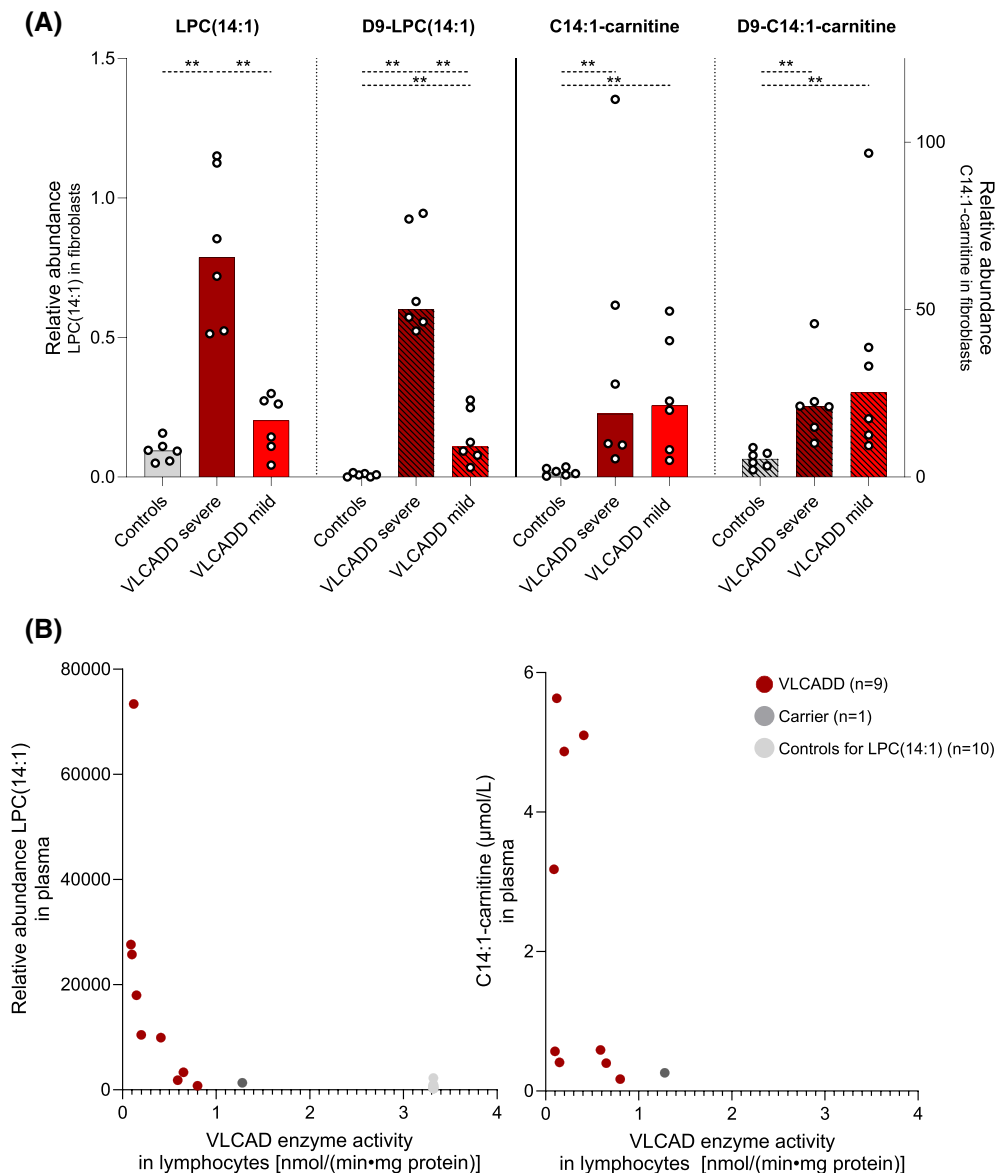 (A)
LPC(14:1)
D9-LPC(14:1)
C14:1-carnitine
D9-C14:1-carnitine
1.5
1.0
0.5
0.0
Relative abundance
LPC(14:1) in fibroblasts
** **
** **
**
**
**
**
**
100
50
0
Relative abundance
C14:1-carnitine in fibroblasts
Controls
VLCADD severe
VLCADD mild
Controls
VLCADD severe
VLCADD mild
Controls
VLCADD severe
VLCADD mild
Controls
VLCADD severe
VLCADD mild
(B)
80000
60000
40000
20000
0
Relative abundance LPC(14:1)
in plasma
0 1 2 3 4
VLCAD enzyme activity
in lymphocytes [nmol/(min•mg protein)]
6
4
2
0
C14:1-carnitine (µmol/L)
in plasma
0 1 2 3 4
VLCAD enzyme activity
in lymphocytes [nmol/(min•mg protein)]
VLCADD (n=9)
Carrier (n=1)
Controls for LPC(14:1) (n=10)